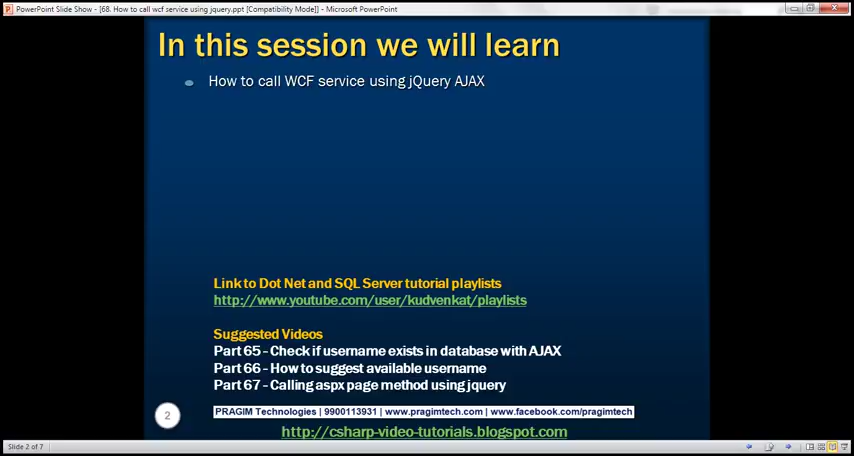 PowerPoint Slide Show - [68. How to call wcf service using jquery.ppt [Compatibility Mode]] - Microsoft PowerPoint
In this session we will learn
How to call WCF service using jQuery AJAX
Link to Dot Net and SQL Server tutorial playlists
http://www.youtube.com/user/kudvenkat/playlists
Suggested Videos
Part 65 - Check if username exists in database with AJAX
Part 66 - How to suggest available username
Part 67 - Calling aspx page method using jquery
2
PRAGIM Technologies | 9900113931 | www.pragimtech.com | www.facebook.com/pragimtech
http://csharp-video-tutorials.blogspot.com
Slide 2 of 7